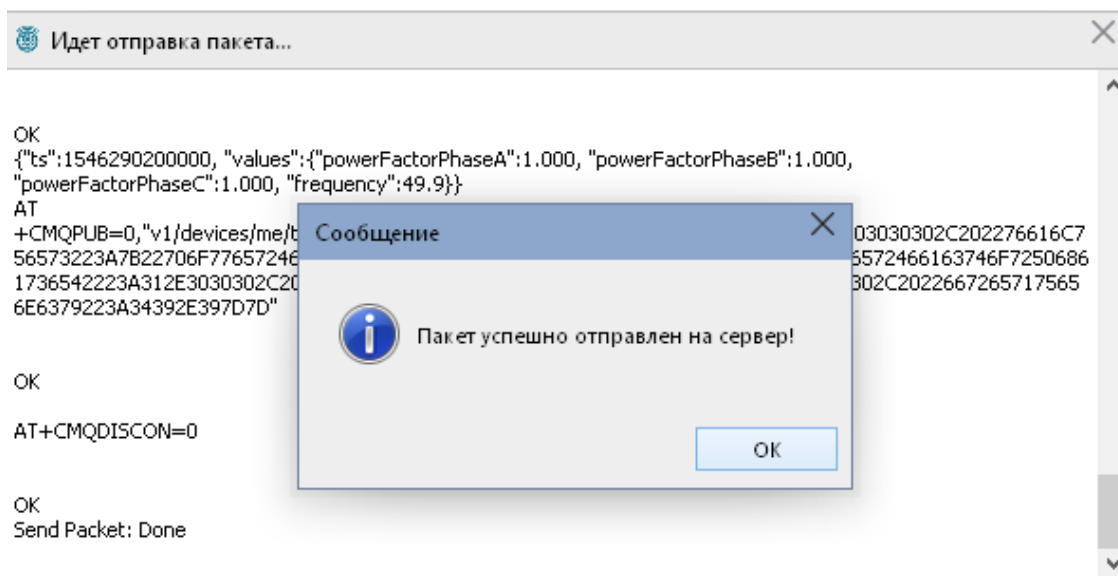 Идет отправка пакета...
OK
{"ts":1546290200000, "values":{"powerFactorPhaseA":1.000, "powerFactorPhaseB":1.000,
"powerFactorPhaseC":1.000, "frequency":49.9}}
AT
+CMQPUB=0,"v1/devices/me/t
03030302C202276616C7
56573223A7B22706F77657246
6572466163746F7250686
1736542223A312E3030302C20
302C2022667265717565
6E6379223A34392E397D7D"
OK
AT+CMQDISCON=0
OK
Send Packet: Done
Сообщение
Пакет успешно отправлен на сервер!
OK